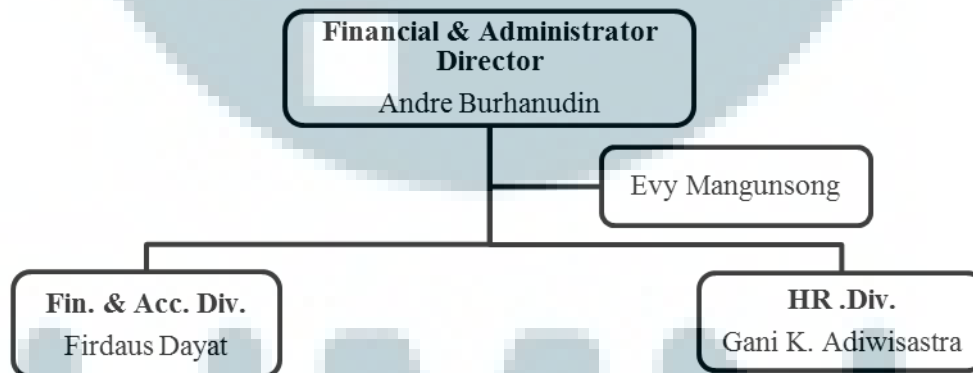 Financial & Administrator
Director
Andre Burhanudin
Evy Mangunsong
Fin. & Acc. Div.
Firdaus Dayat
HR .Div.
Gani K. Adiwisastra